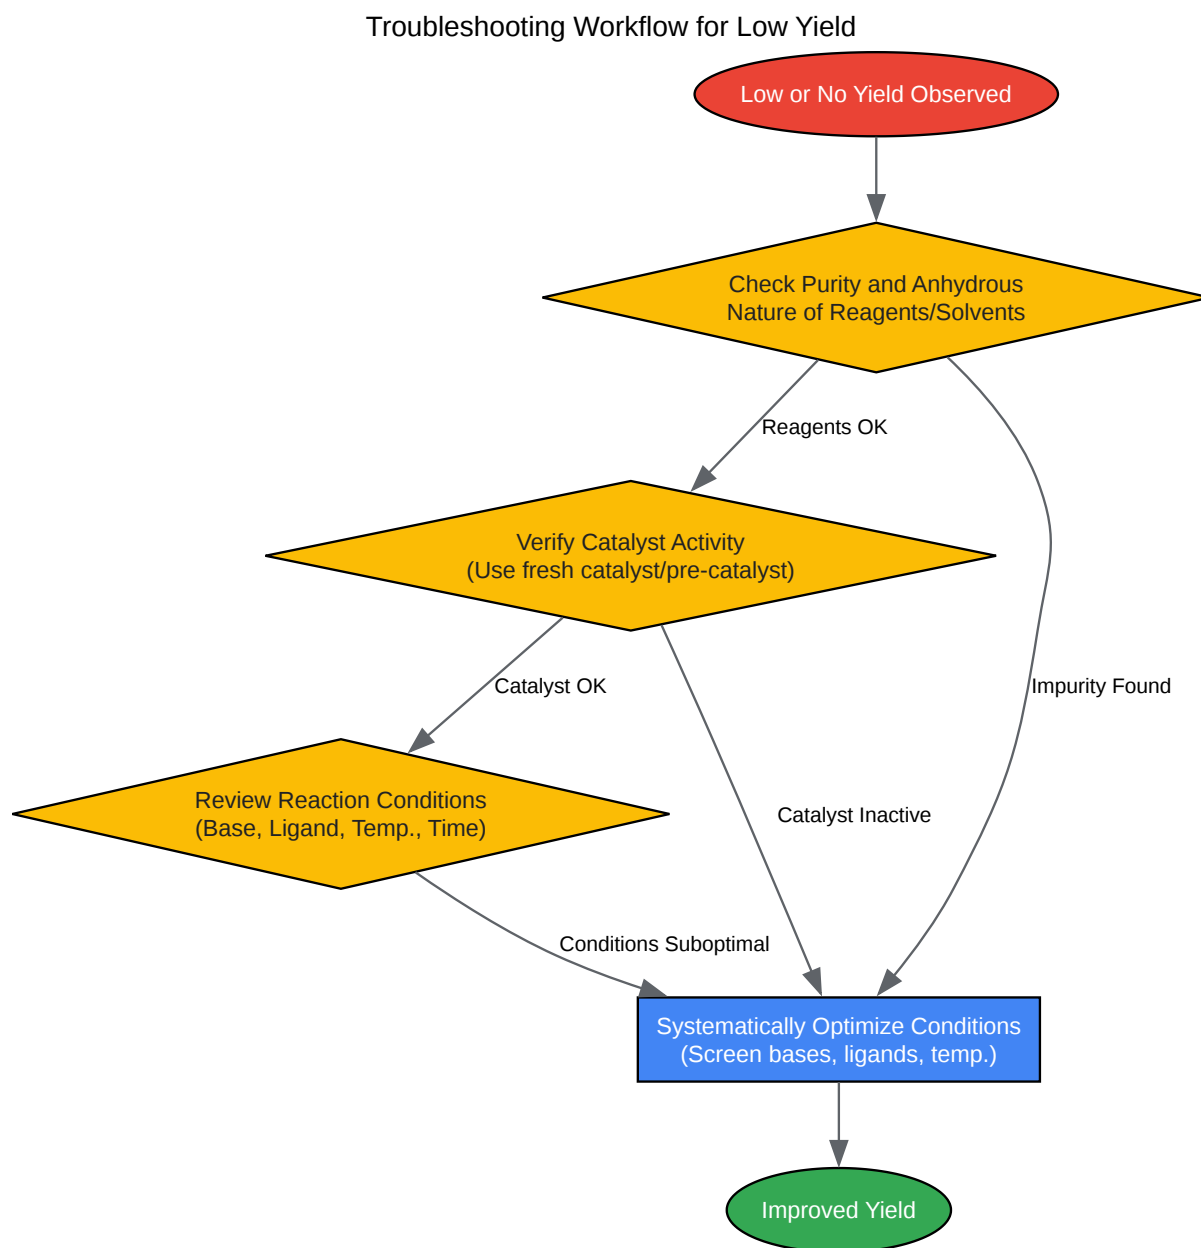 Troubleshooting Workflow for Low Yield
Low or No Yield Observed
Check Purity and Anhydrous
Nature of Reagents/Solvents
Reagents OK
Verify Catalyst Activity
(Use fresh catalyst/pre-catalyst)
Catalyst OK
Impurity Found
Review Reaction Conditions
(Base, Ligand, Temp., Time)
Catalyst Inactive
Conditions Suboptimal
Systematically Optimize Conditions
(Screen bases, ligands, temp.)
Improved Yield